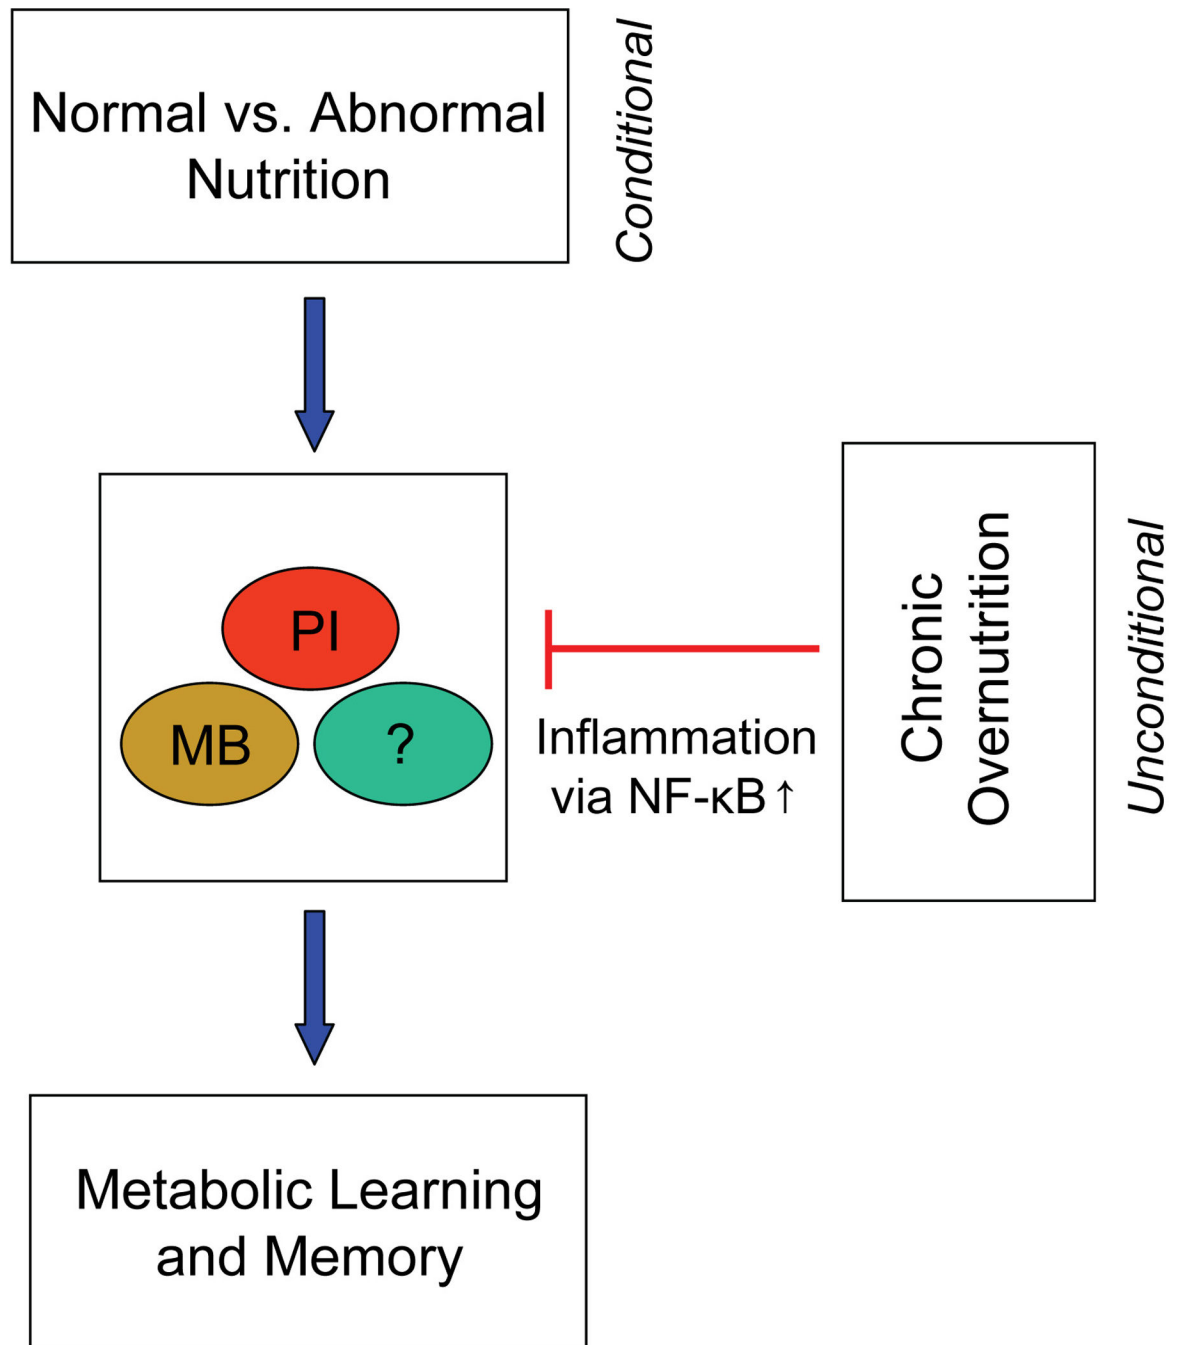 Normal vs. Abnormal
Nutrition
Conditional
PI
MB
?
Inflammation
via NF-κB↑
Chronic
Overnutrition
Unconditional
Metabolic Learning
and Memory